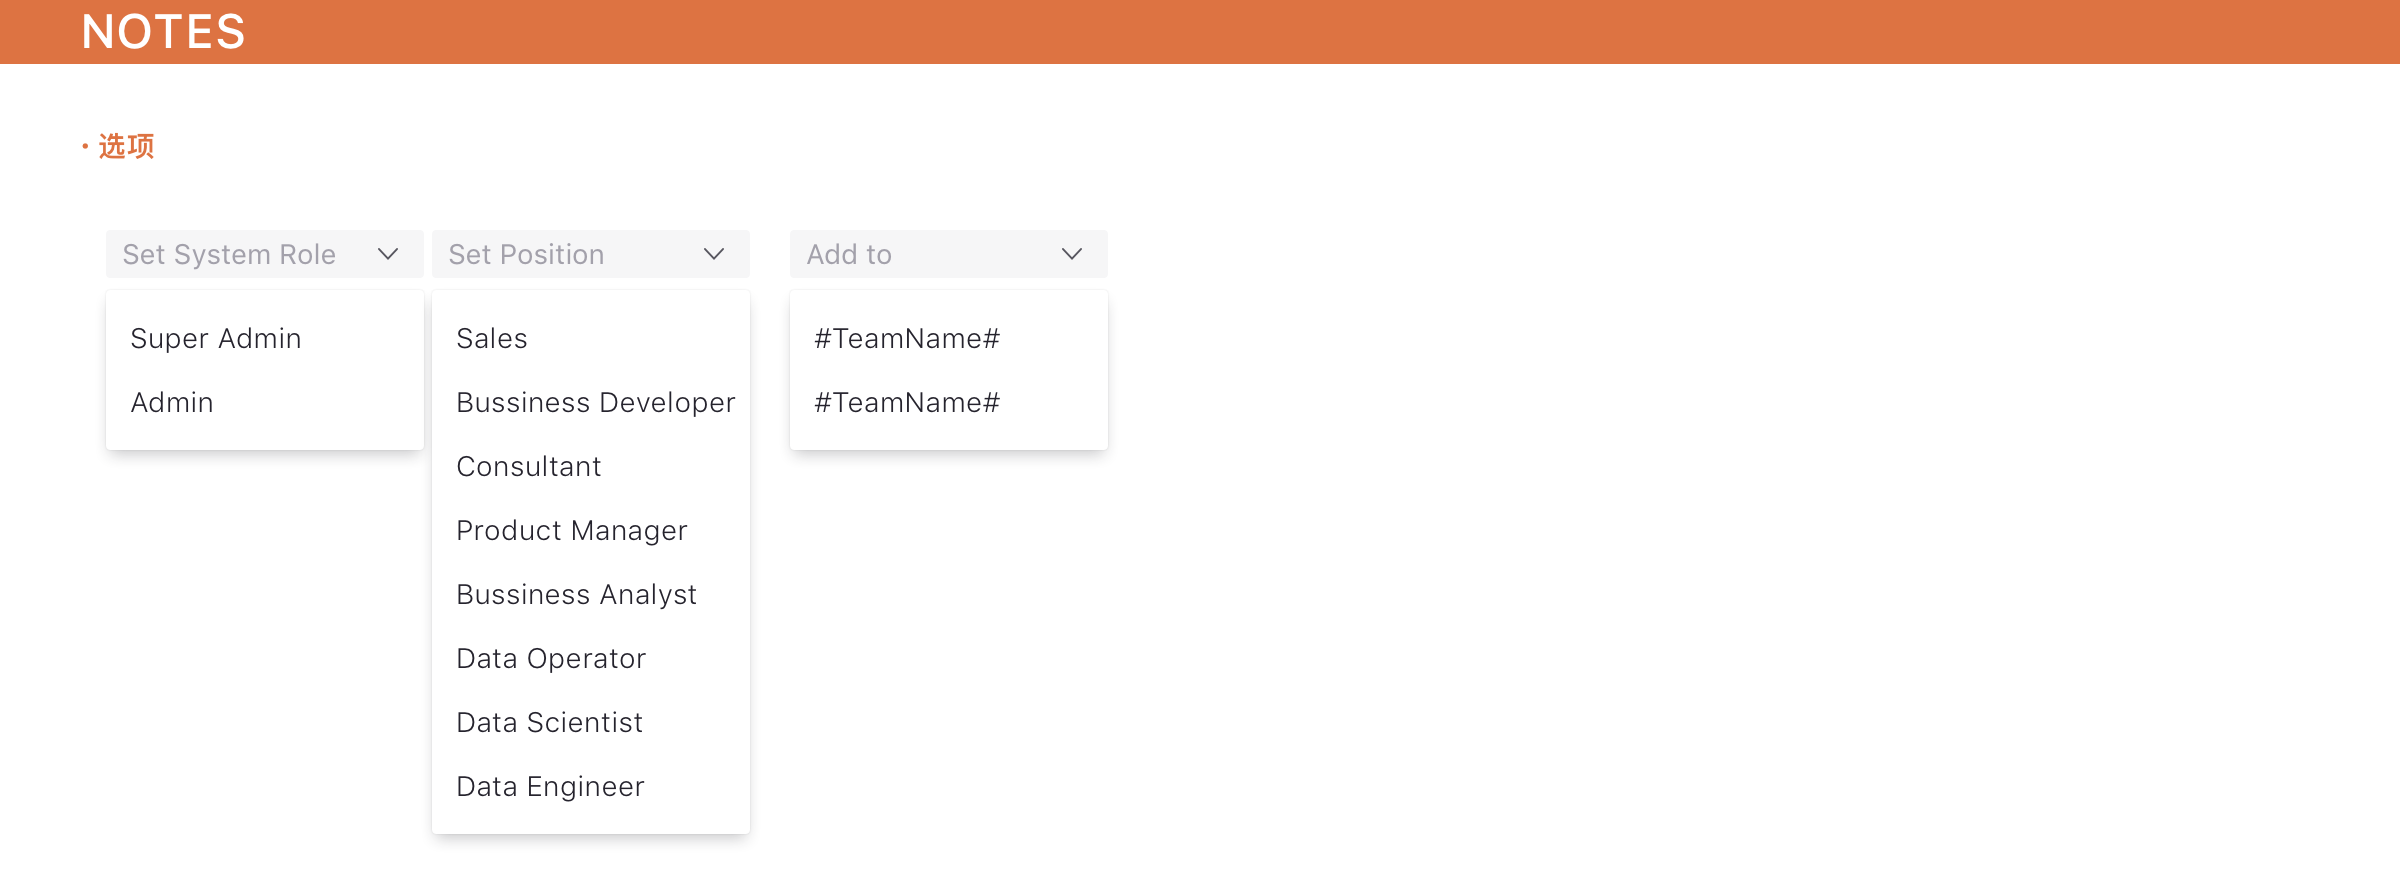 NOTES
· 选项
Set System Role
Super Admin
Admin
Set Position
Sales
Bussiness Developer
Consultant
Product Manager
Bussiness Analyst
Data Operator
Data Scientist
Data Engineer
Add to
#TeamName#
#TeamName#